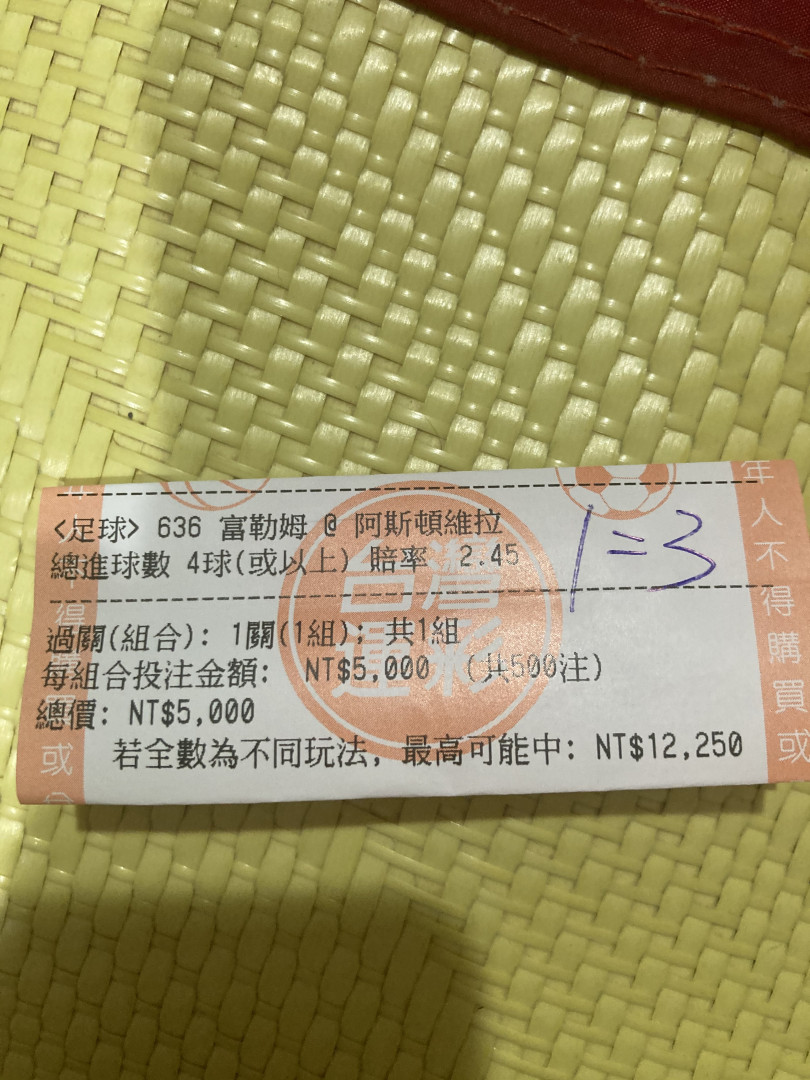 <足球> 636 富勒姆 @ 阿斯頓維拉
總進球數 4球(或以上) 賠率 2.45
1=3
過關(組合): 1關(1組); 共1組
每組合投注金額: NT$5,000 (共500注)
總價: NT$5,000
若全數為不同玩法, 最高可能中: NT$12,250
台灣
運彩
年人不得購買或
得購買或